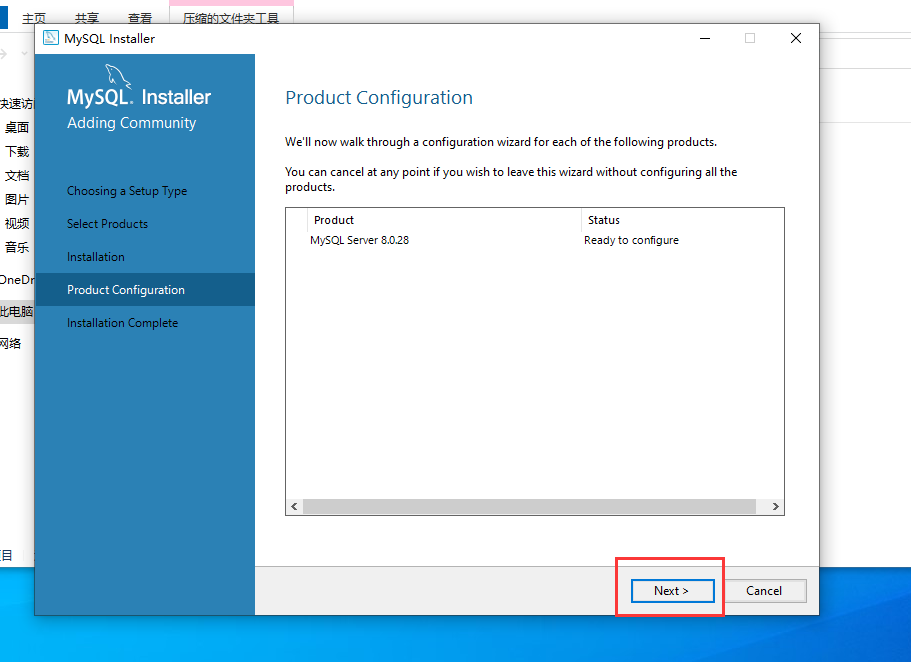 主页 共享 查看 压缩的文件夹工具
MySQL Installer
MySQL. Installer
Adding Community
Choosing a Setup Type
Select Products
Installation
Product Configuration
Installation Complete
快速访
桌面
下载
文档
图片
视频
音乐
OneDr
此电脑
网络
Product Configuration
We'll now walk through a configuration wizard for each of the following products.
You can cancel at any point if you wish to leave this wizard without configuring all the
products.
Product Status
MySQL Server 8.0.28 Ready to configure
Next > Cancel